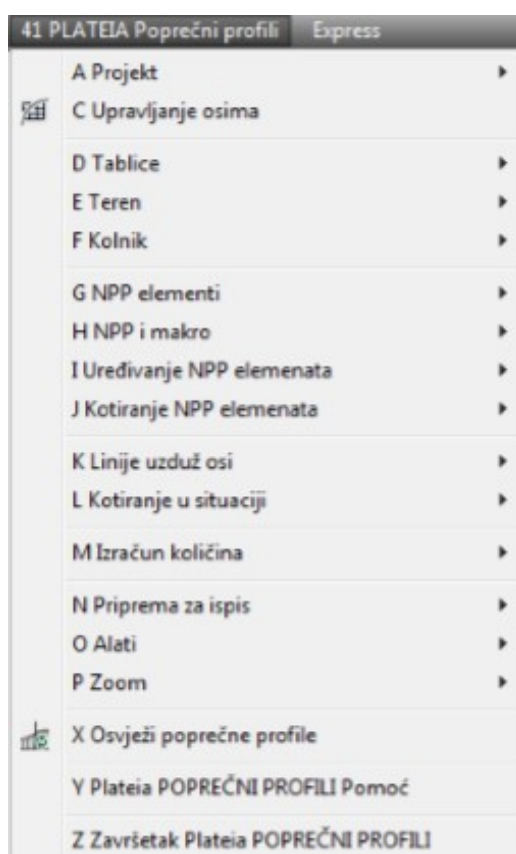 41 PLATEIA Poprečni profili Express
A Projekt
C Upravljanje osima
D Tablice
E Teren
F Kolnik
G NPP elementi
H NPP i makro
I Uređivanje NPP elemenata
J Kotiranje NPP elemenata
K Linije uzduž osi
L Kotiranje u situaciji
M Izračun količina
N Priprema za ispis
O Alati
P Zoom
X Osvježi poprečne profile
Y Plateia POPREČNI PROFILI Pomoć
Z Završetak Plateia POPREČNI PROFILI